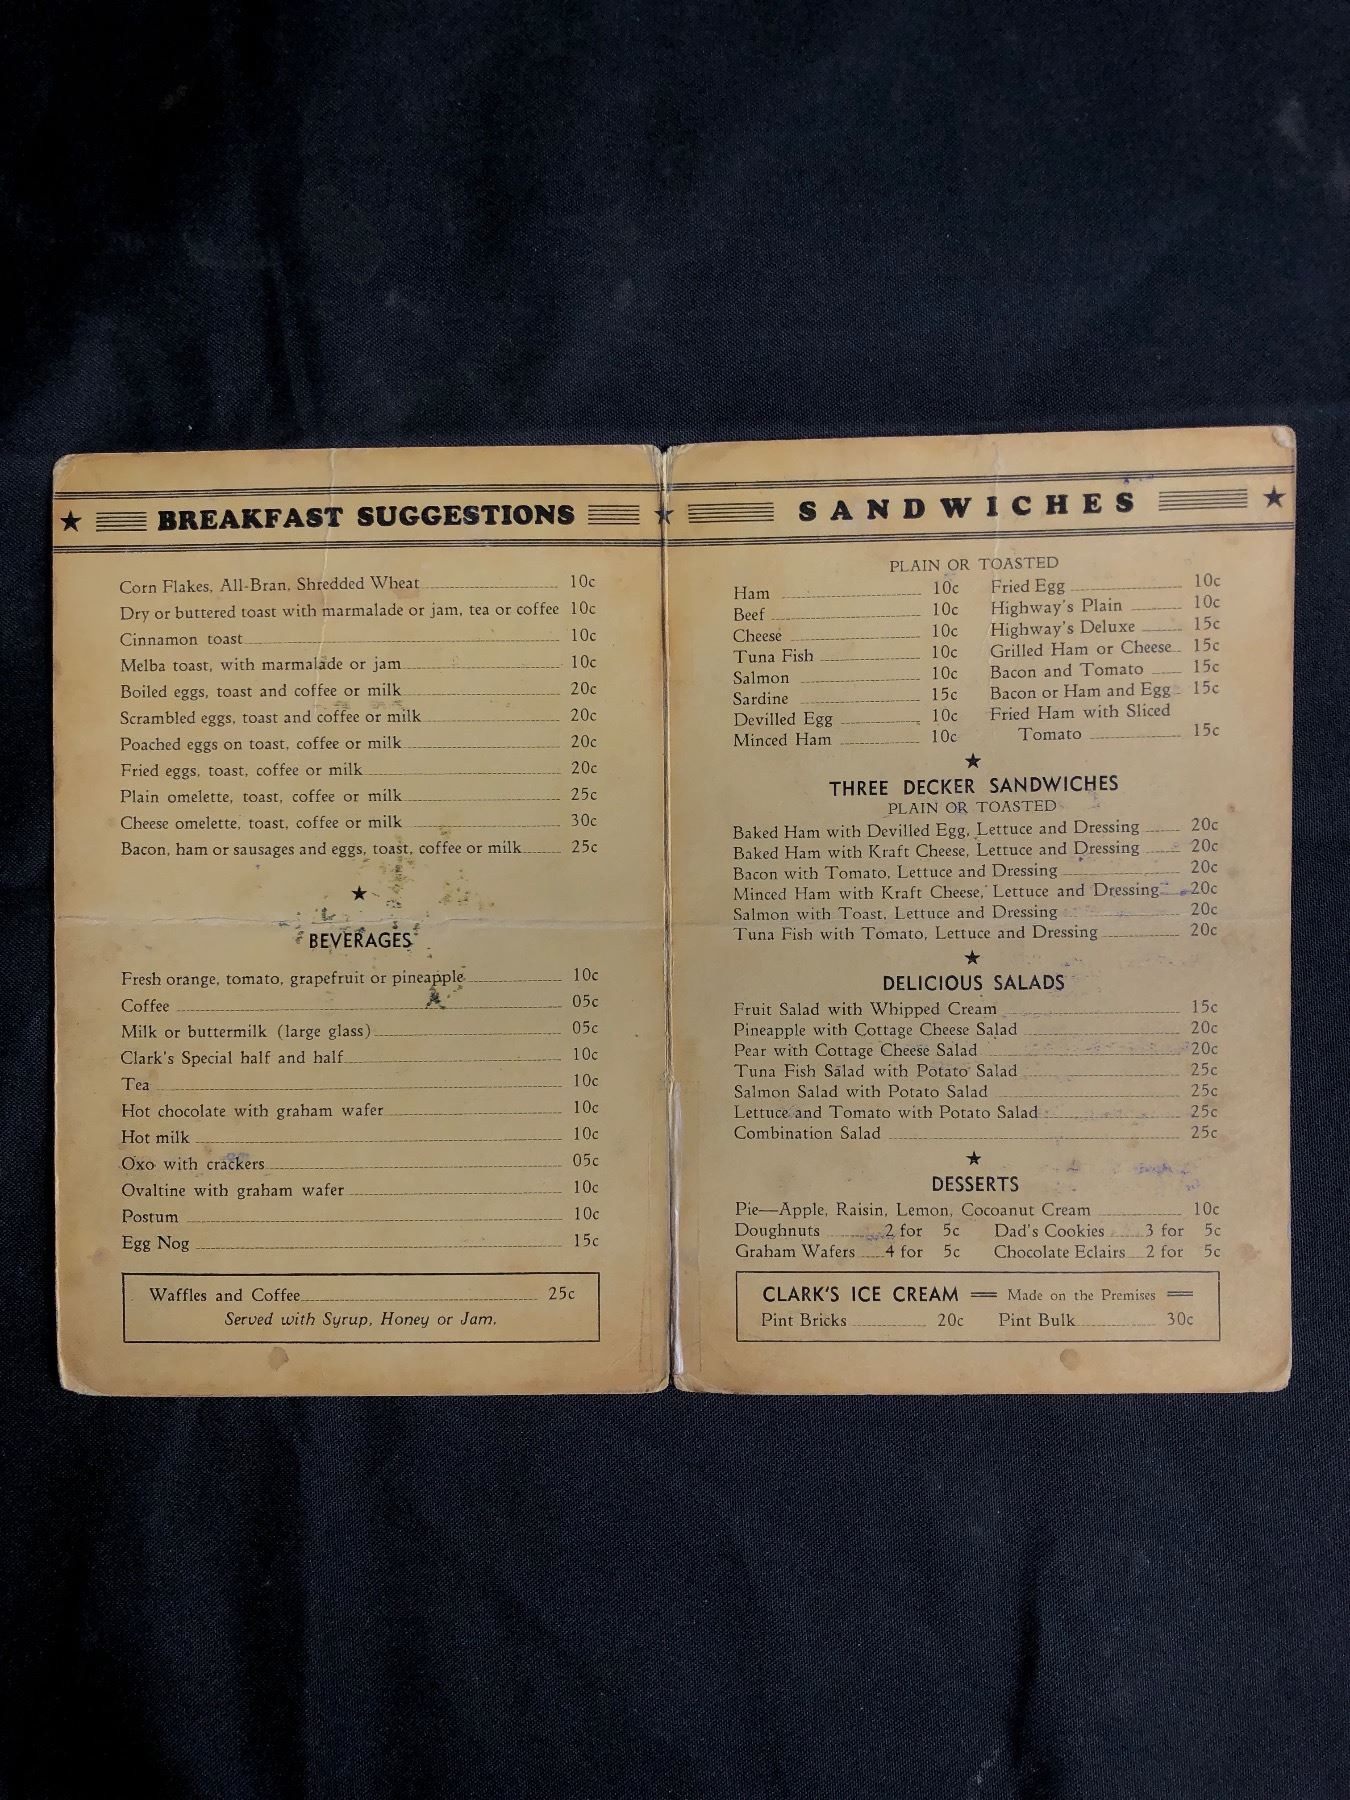 BREAKFAST SUGGESTIONS
Corn Flakes, All-Bran, Shredded Wheat 10c
Dry or buttered toast with marmalade or jam, tea or coffee 10c
Cinnamon toast 10c
Melba toast, with marmalade or jam 10c
Boiled eggs, toast and coffee or milk 20c
Scrambled eggs, toast and coffee or milk 20c
Poached eggs on toast, coffee or milk 20c
Fried eggs, toast, coffee or milk 20c
Plain omelette, toast, coffee or milk 25c
Cheese omelette, toast, coffee or milk 30c
Bacon, ham or sausages and eggs, toast, coffee or milk 25c
BEVERAGES
Fresh orange, tomato, grapefruit or pineapple 10c
Coffee 05c
Milk or buttermilk (large glass) 05c
Clark's Special half and half 10c
Tea 10c
Hot chocolate with graham wafer 10c
Hot milk 10c
Oxo with crackers 05c
Ovaltine with graham wafer 10c
Postum 10c
Egg Nog 15c
Waffles and Coffee 25c
Served with Syrup, Honey or Jam.
SANDWICHES
PLAIN OR TOASTED
Ham 10c
Beef 10c
Cheese 10c
Tuna Fish 10c
Salmon 10c
Sardine 15c
Devilled Egg 10c
Minced Ham 10c
Fried Egg 10c
Highway's Plain 10c
Highway's Deluxe 15c
Grilled Ham or Cheese 15c
Bacon and Tomato 15c
Bacon or Ham and Egg 15c
Fried Ham with Sliced
Tomato 15c
THREE DECKER SANDWICHES
PLAIN OR TOASTED
Baked Ham with Devilled Egg, Lettuce and Dressing 20c
Baked Ham with Kraft Cheese, Lettuce and Dressing 20c
Bacon with Tomato, Lettuce and Dressing 20c
Minced Ham with Kraft Cheese, Lettuce and Dressing 20c
Salmon with Toast, Lettuce and Dressing 20c
Tuna Fish with Tomato, Lettuce and Dressing 20c
DELICIOUS SALADS
Fruit Salad with Whipped Cream 15c
Pineapple with Cottage Cheese Salad 20c
Pear with Cottage Cheese Salad 20c
Tuna Fish Salad with Potato Salad 25c
Salmon Salad with Potato Salad 25c
Lettuce and Tomato with Potato Salad 25c
Combination Salad 25c
DESSERTS
Pie—Apple, Raisin, Lemon, Cocoanut Cream 10c
Doughnuts 2 for 5c Dad's Cookies 3 for 5c
Graham Wafers 4 for 5c Chocolate Eclairs 2 for 5c
CLARK'S ICE CREAM Made on the Premises
Pint Bricks 20c Pint Bulk 30c